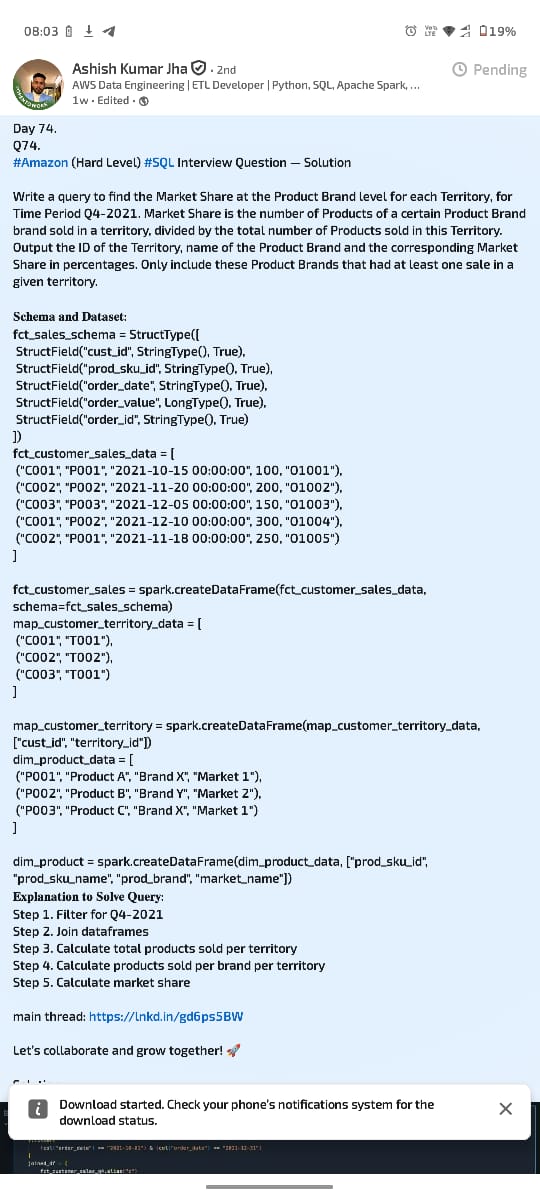 08:03
VoD LTE
19%
Ashish Kumar Jha · 2nd
Pending
AWS Data Engineering | ETL Developer | Python, SQL, Apache Spark, ...
1w • Edited •
Day 74.
Q74.
#Amazon (Hard Level) #SQL Interview Question — Solution
Write a query to find the Market Share at the Product Brand level for each Territory, for
Time Period Q4-2021. Market Share is the number of Products of a certain Product Brand
brand sold in a territory, divided by the total number of Products sold in this Territory.
Output the ID of the Territory, name of the Product Brand and the corresponding Market
Share in percentages. Only include these Product Brands that had at least one sale in a
given territory.
Schema and Dataset:
fct_sales_schema = StructType([
StructField("cust_id", StringType(), True),
StructField("prod_sku_id", StringType(), True),
StructField("order_date", StringType(), True),
StructField("order_value", LongType(), True),
StructField("order_id", StringType(), True)
])
fct_customer_sales_data = [
("C001", "P001", "2021-10-15 00:00:00", 100, "O1001"),
("C002", "P002", "2021-11-20 00:00:00", 200, "O1002"),
("C003", "P003", "2021-12-05 00:00:00", 150, "O1003"),
("C001", "P002", "2021-12-10 00:00:00", 300, "O1004"),
("C002", "P001", "2021-11-18 00:00:00", 250, "O1005")
]
fct_customer_sales = spark.createDataFrame(fct_customer_sales_data,
schema=fct_sales_schema)
map_customer_territory_data = [
("C001", "T001"),
("C002", "T002"),
("C003", "T001")
]
map_customer_territory = spark.createDataFrame(map_customer_territory_data,
["cust_id", "territory_id"])
dim_product_data = [
("P001", "Product A", "Brand X", "Market 1"),
("P002", "Product B", "Brand Y", "Market 2"),
("P003", "Product C", "Brand X", "Market 1")
]
dim_product = spark.createDataFrame(dim_product_data, ["prod_sku_id",
"prod_sku_name", "prod_brand", "market_name"])
Explanation to Solve Query:
Step 1. Filter for Q4-2021
Step 2. Join dataframes
Step 3. Calculate total products sold per territory
Step 4. Calculate products sold per brand per territory
Step 5. Calculate market share
main thread: https://lnkd.in/gd6ps5BW
Let's collaborate and grow together! 🚀
Download started. Check your phone's notifications system for the
download status.
joined_df = (
fct_customer_sales_q4.alias("c")